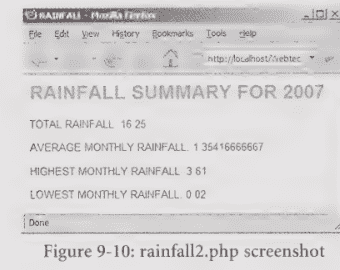 RAINFALL - Mozilla Firefox
File Edit View History Bookmarks Tools Help
http://localhost/Webtec
RAINFALL SUMMARY FOR 2007
TOTAL RAINFALL 16 25
AVERAGE MONTHLY RAINFALL. 1 35416666667
HIGHEST MONTHLY RAINFALL 3 61
LOWEST MONTHLY RAINFALL. 0 02
Done
Figure 9-10: rainfall2.php screenshot